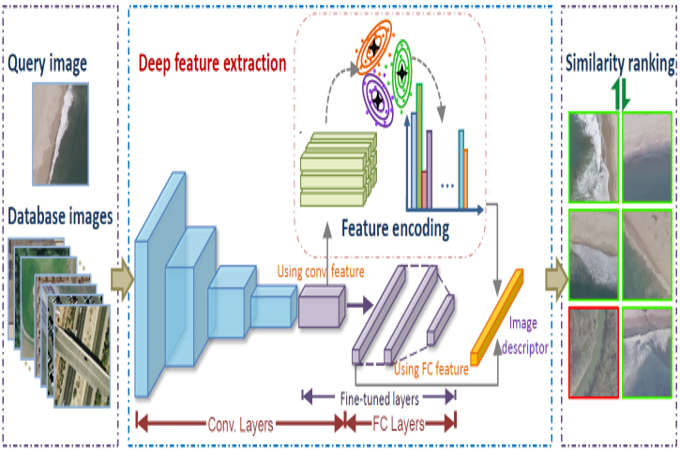 Query image
Database images
Deep feature extraction
Feature encoding
Using conv. feature
Using FC feature
Image
descriptor
Fine-tuned layers
Conv. Layers
FC Layers
Similarity ranking